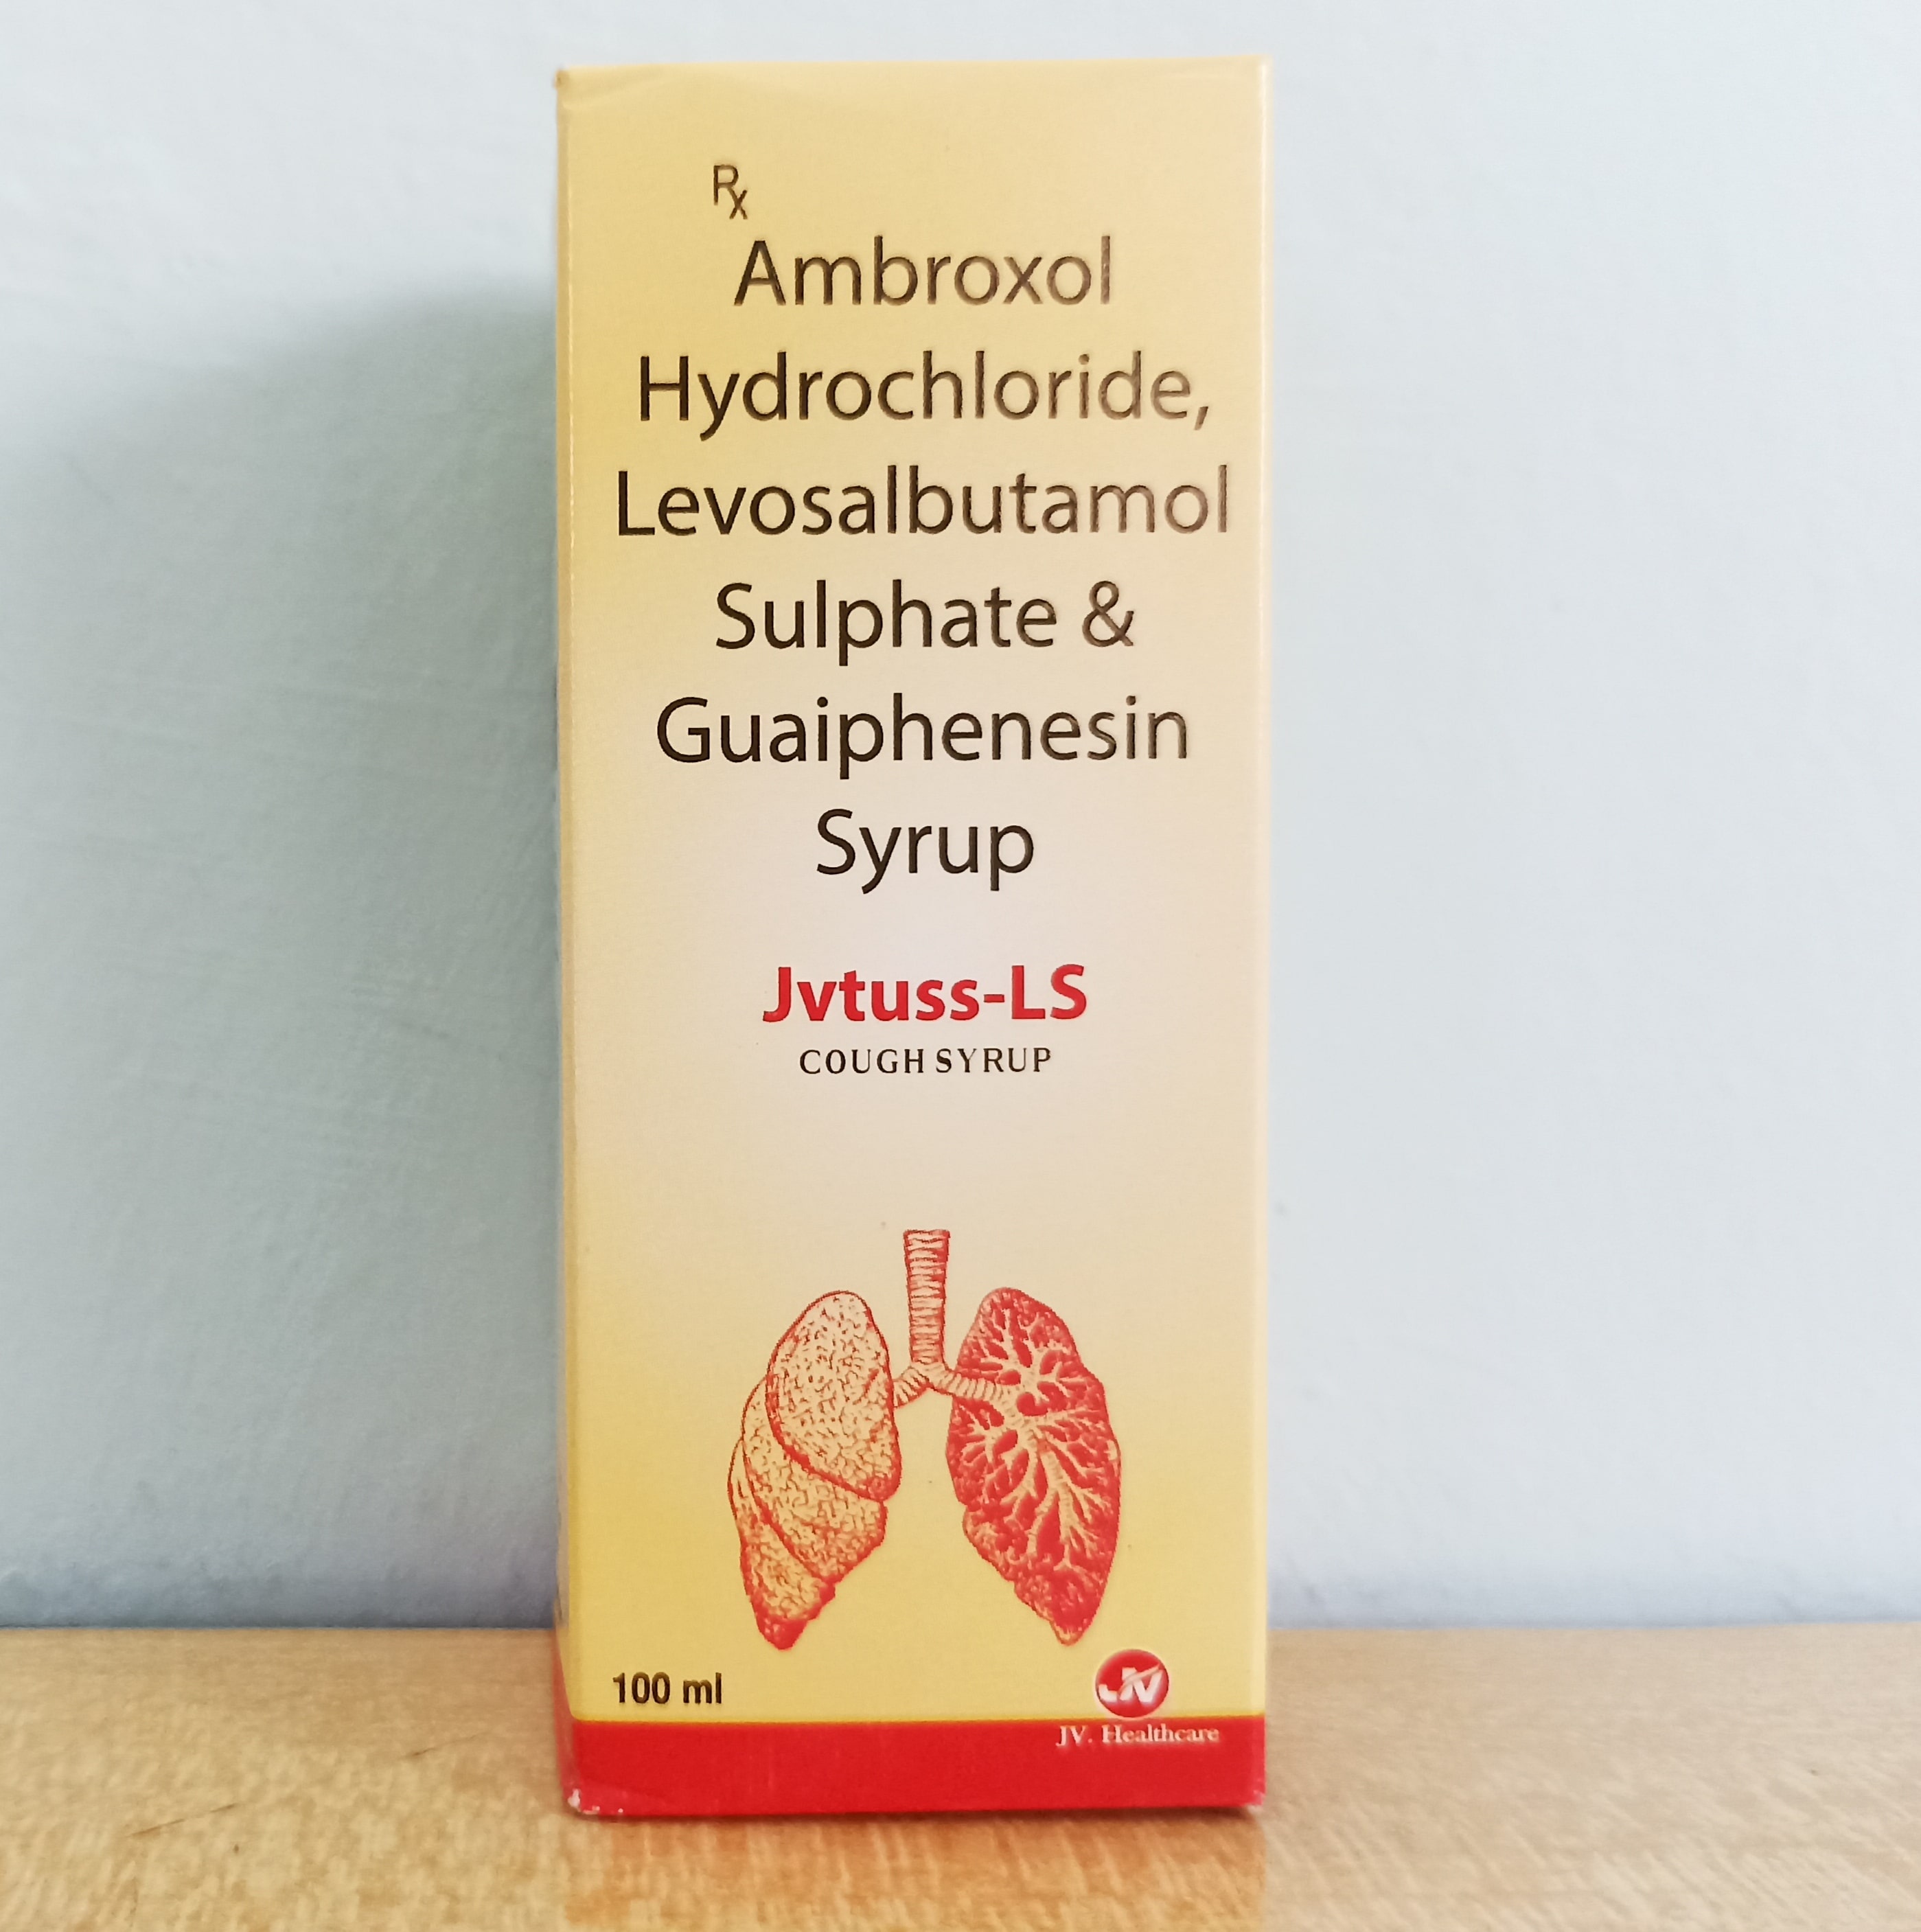 Rx
Ambroxol
Hydrochloride,
Levosalbutamol
Sulphate &
Guaiphenesin
Syrup
Jvtuss-LS
COUGH SYRUP
100 ml
JV
JV. Healthcare